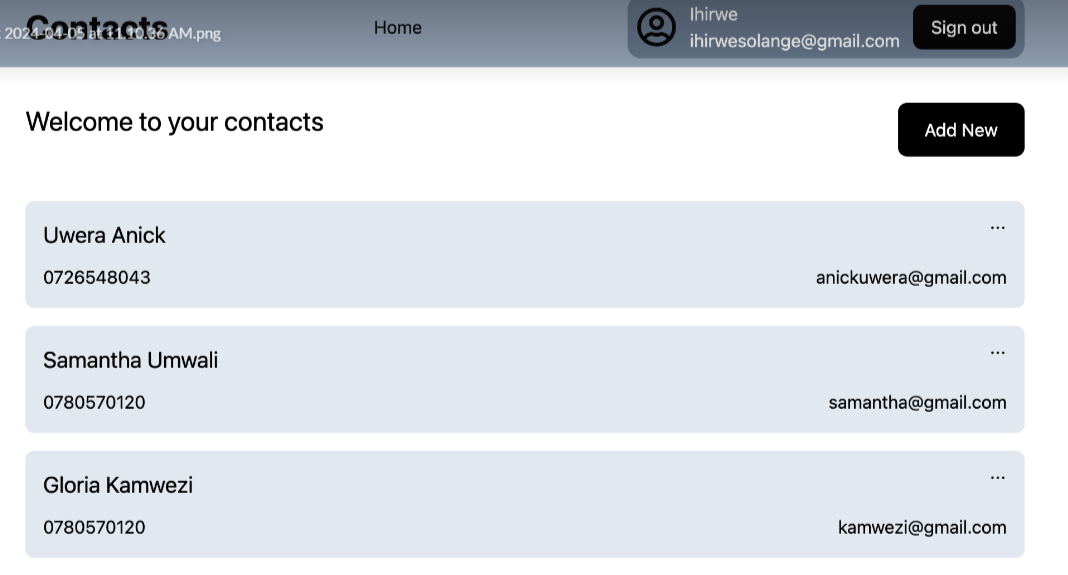 Contacts
2024-04-05 at 11.10.36 AM.png
Home
Ihirwe
ihirwesolange@gmail.com
Sign out
Welcome to your contacts
Add New
Uwera Anick
...
0726548043
anickuwera@gmail.com
Samantha Umwali
...
0780570120
samantha@gmail.com
Gloria Kamwezi
...
0780570120
kamwezi@gmail.com